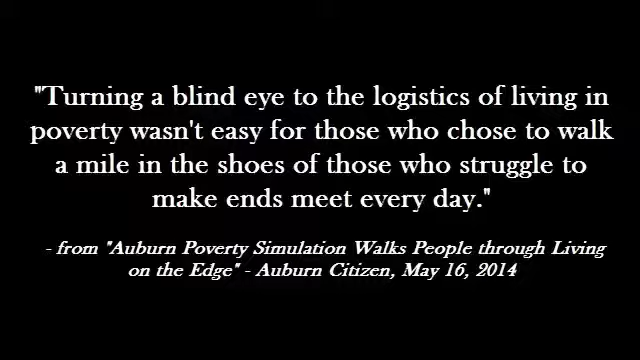 "Turning a blind eye to the logistics of living in
poverty wasn't easy for those who chose to walk
a mile in the shoes of those who struggle to
make ends meet every day."
- from "Auburn Poverty Simulation Walks People through Living
on the Edge" - Auburn Citizen, May 16, 2014